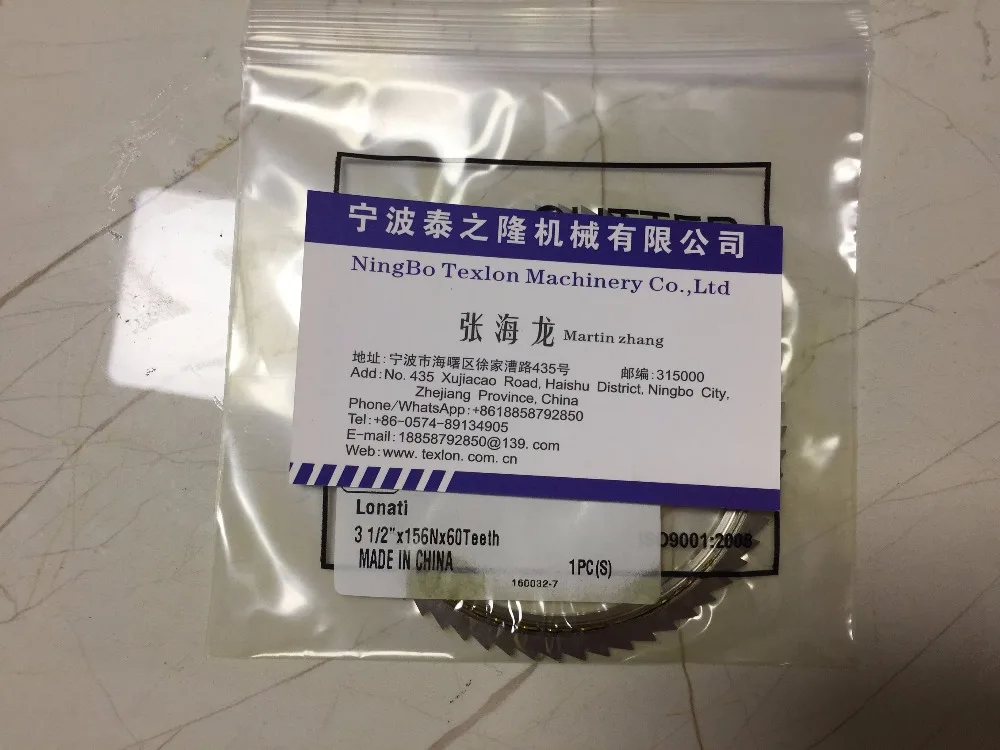 宁波泰之隆机械有限公司
NingBo Texlon Machinery Co.,Ltd
张海龙 Martin zhang
地址:宁波市海曙区徐家漕路435号 邮编:315000
Add:No. 435 Xujiacao Road, Haishu District, Ningbo City,
Zhejiang Province, China
Phone/WhatsApp:+8618858792850
Tel:+86-0574-89134905
E-mail:18858792850@139.com
Web:www.texlon.com.cn
Lonati
3 1/2"x156Nx60Teeth
ISO9001:2008
MADE IN CHINA
1PC(S)
160032-7